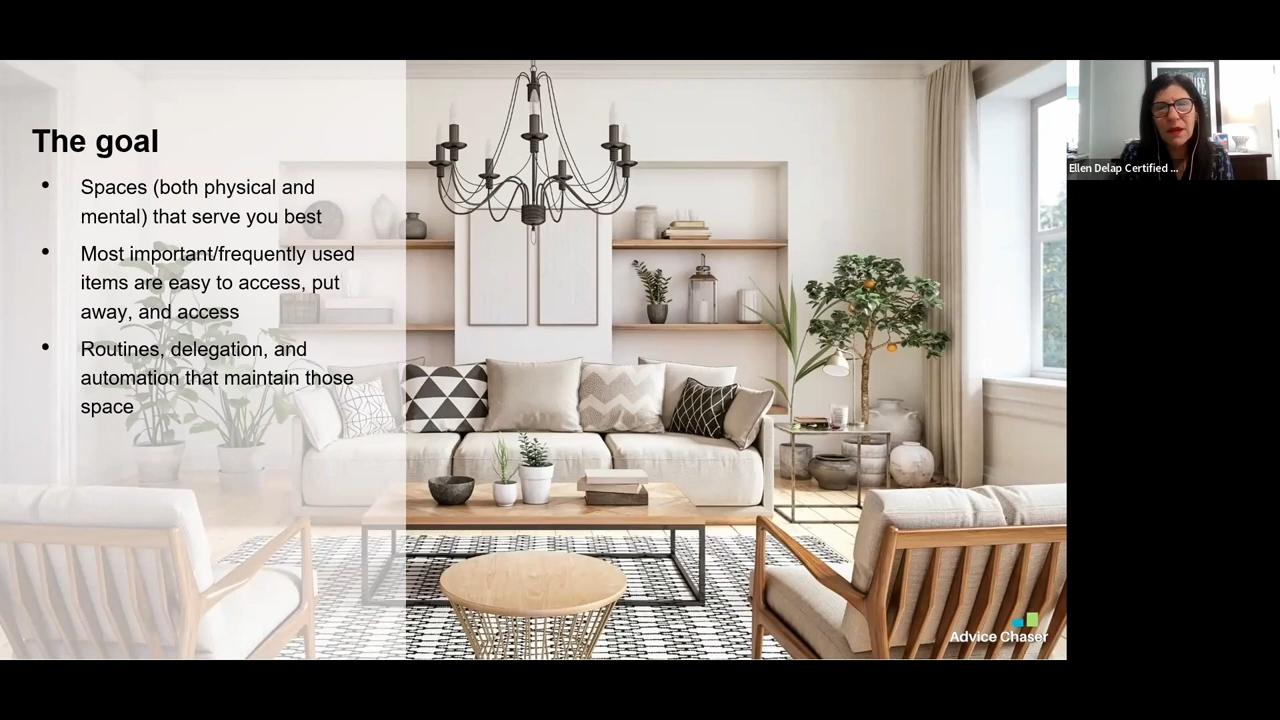 The goal
• Spaces (both physical and
mental) that serve you best
• Most important/frequently used
items are easy to access, put
away, and access
• Routines, delegation, and
automation that maintain those
space
Ellen Delap Certified ...
Advice Chaser